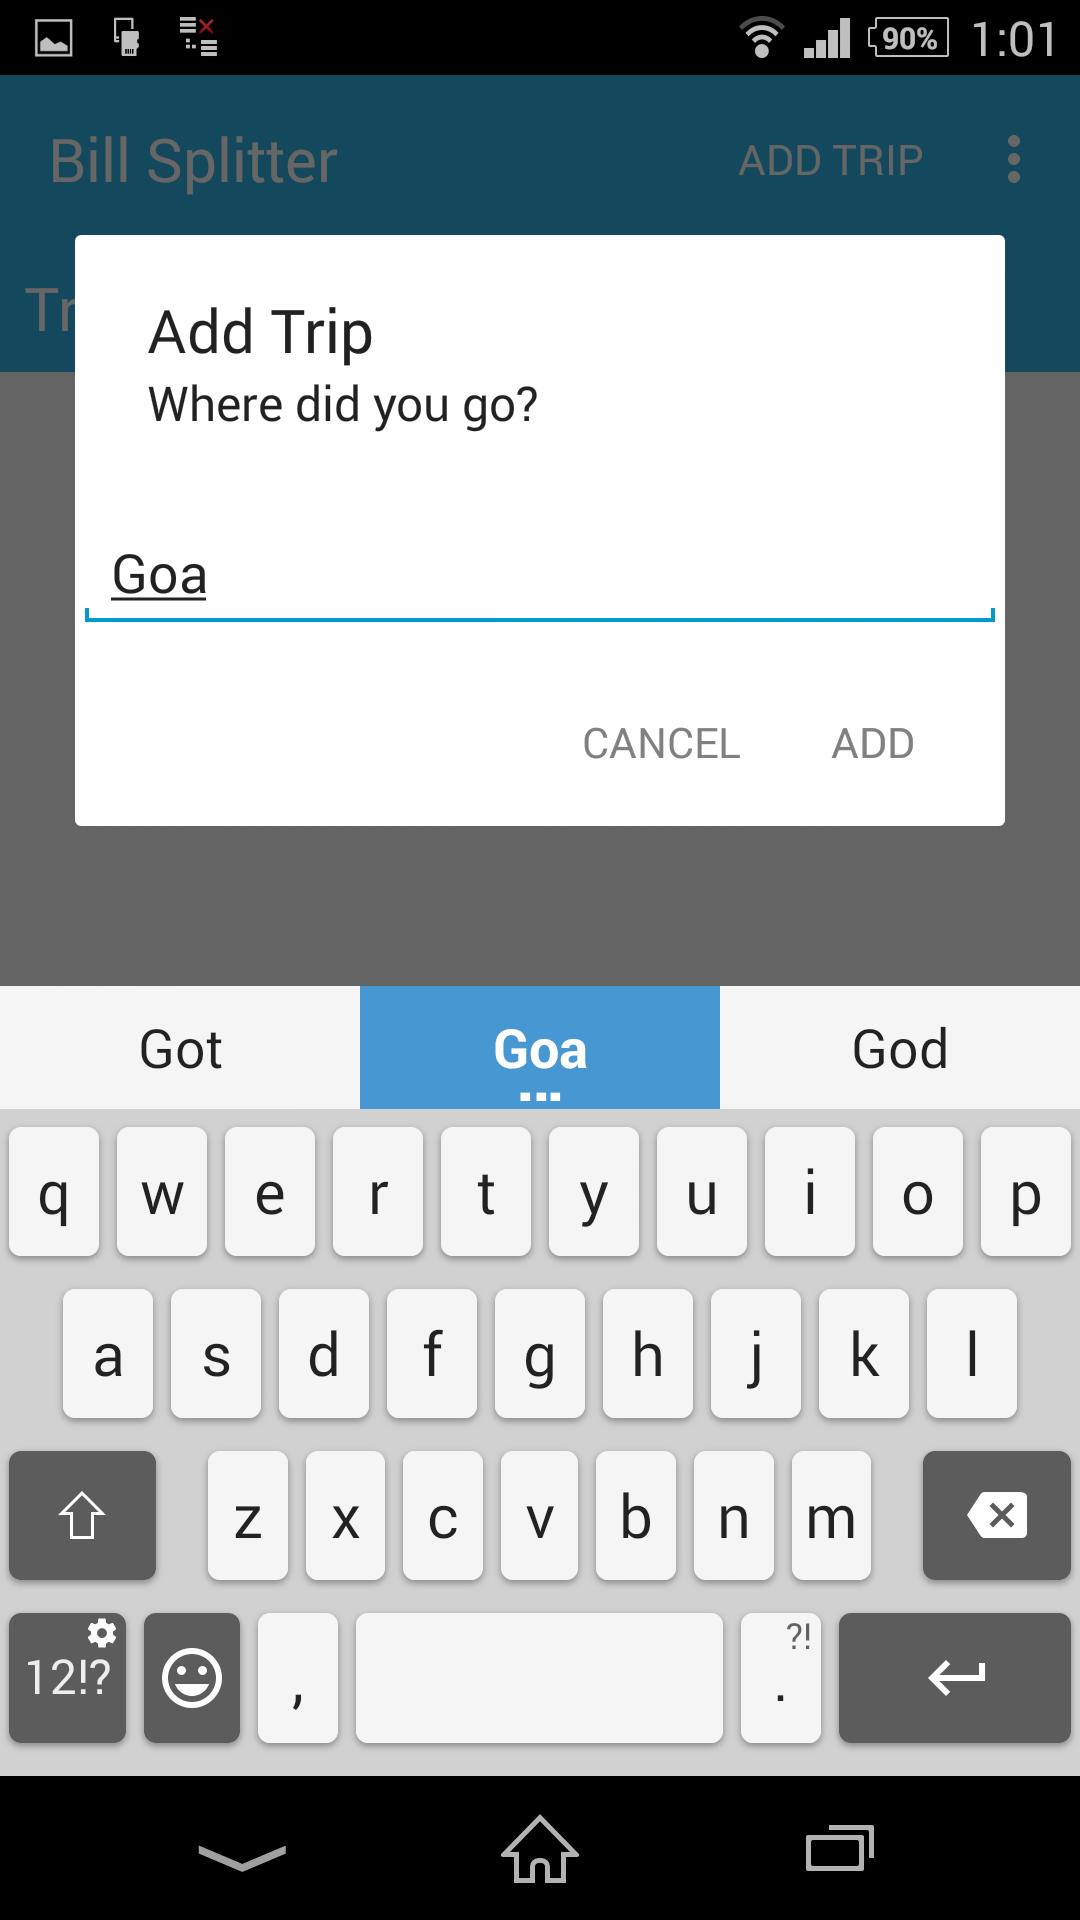 90% 1:01
Bill Splitter ADD TRIP
Tr
Add Trip
Where did you go?
Goa
CANCEL ADD
Got Goa God
q w e r t y u i o p
a s d f g h j k l
z x c v b n m
12!? , . ?!